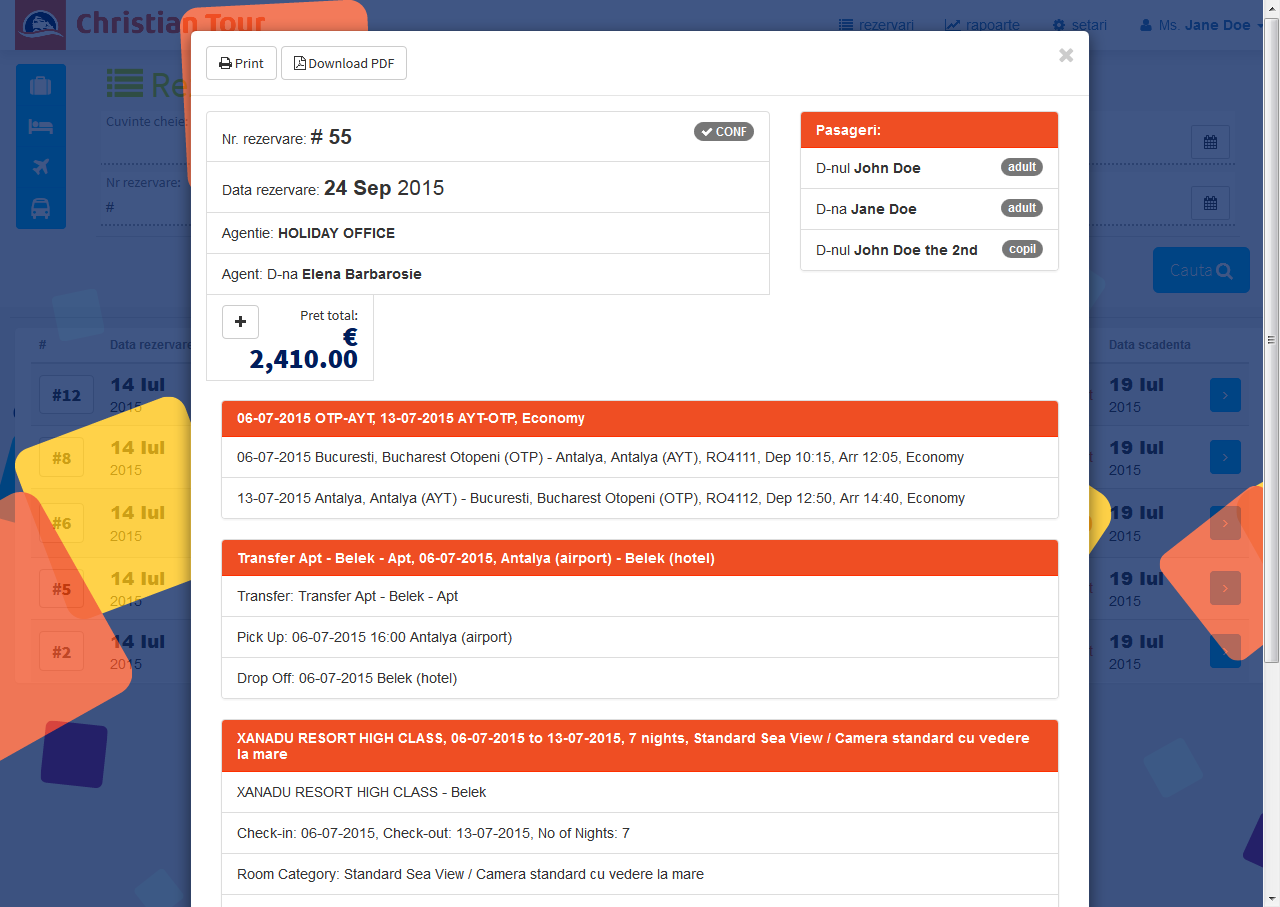 Christian Tour
rezervari
rapoarte
setari
Ms. Jane Doe
Print
Download PDF
×
Re
Cuvinte cheie:
Nr rezervare:
#
Cauta
Nr. rezervare: # 55
CONF
Data rezervare: 24 Sep 2015
Agentie: HOLIDAY OFFICE
Agent: D-na Elena Barbarosie
Pasageri:
D-nul John Doe adult
D-na Jane Doe adult
D-nul John Doe the 2nd copil
+
Pret total:
€
2,410.00
# Data rezervare Data scadenta
#12 14 Iul 2015 19 Iul 2015
#8 14 Iul 2015 19 Iul 2015
#6 14 Iul 2015 19 Iul 2015
#5 14 Iul 2015 19 Iul 2015
#2 14 Iul 2015 19 Iul 2015
06-07-2015 OTP-AYT, 13-07-2015 AYT-OTP, Economy
06-07-2015 Bucuresti, Bucharest Otopeni (OTP) - Antalya, Antalya (AYT), RO4111, Dep 10:15, Arr 12:05, Economy
13-07-2015 Antalya, Antalya (AYT) - Bucuresti, Bucharest Otopeni (OTP), RO4112, Dep 12:50, Arr 14:40, Economy
Transfer Apt - Belek - Apt, 06-07-2015, Antalya (airport) - Belek (hotel)
Transfer: Transfer Apt - Belek - Apt
Pick Up: 06-07-2015 16:00 Antalya (airport)
Drop Off: 06-07-2015 Belek (hotel)
XANADU RESORT HIGH CLASS, 06-07-2015 to 13-07-2015, 7 nights, Standard Sea View / Camera standard cu vedere
la mare
XANADU RESORT HIGH CLASS - Belek
Check-in: 06-07-2015, Check-out: 13-07-2015, No of Nights: 7
Room Category: Standard Sea View / Camera standard cu vedere la mare